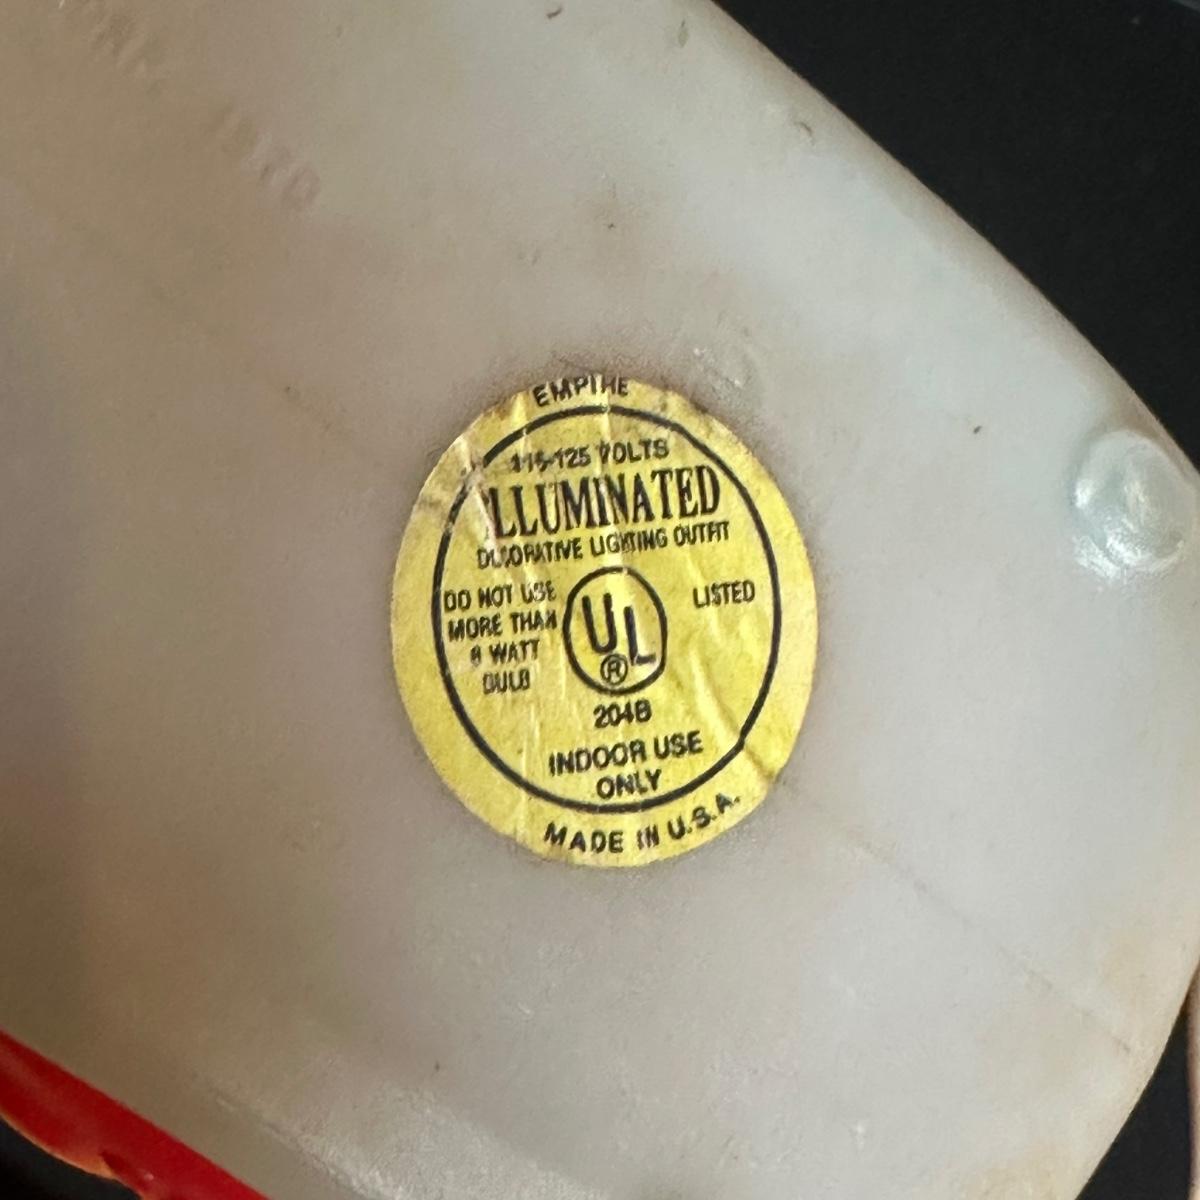 EMPIRE
115-125 VOLTS
ILLUMINATED
DECORATIVE LIGHTING OUTFIT
DO NOT USE
MORE THAN
8 WATT
BULB
UL
®
LISTED
204B
INDOOR USE
ONLY
MADE IN U.S.A.